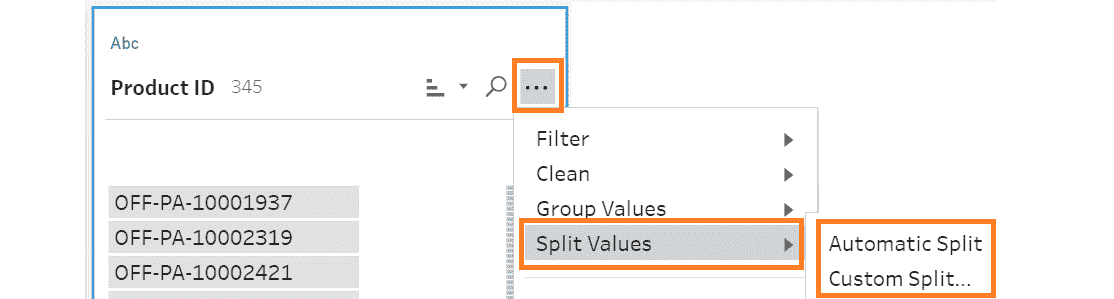 Abc
Product ID 345
...
Filter
Clean
Group Values
Split Values
Automatic Split
Custom Split...
OFF-PA-10001937
OFF-PA-10002319
OFF-PA-10002421